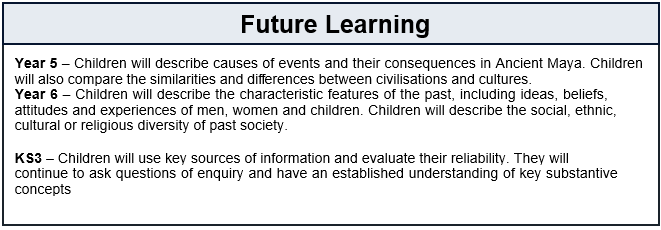 Future Learning
Year 5 – Children will describe causes of events and their consequences in Ancient Maya. Children
will also compare the similarities and differences between civilisations and cultures.
Year 6 – Children will describe the characteristic features of the past, including ideas, beliefs,
attitudes and experiences of men, women and children. Children will describe the social, ethnic,
cultural or religious diversity of past society.
KS3 – Children will use key sources of information and evaluate their reliability. They will
continue to ask questions of enquiry and have an established understanding of key substantive
concepts